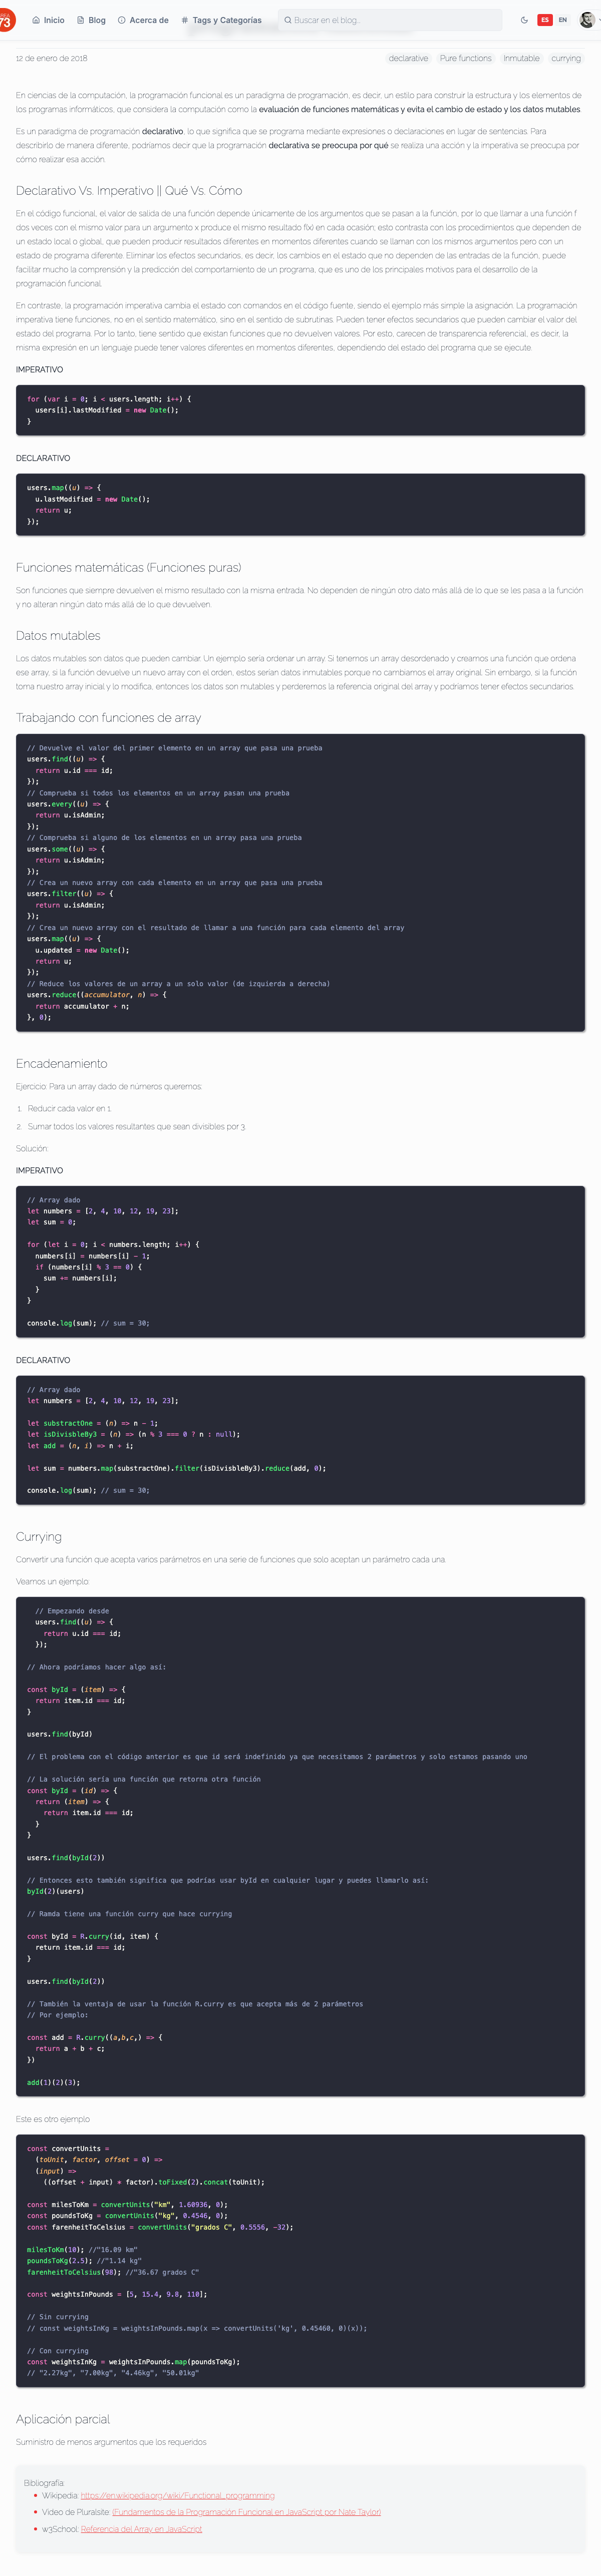 73
Inicio
Blog
Acerca de
Tags y Categorías
Buscar en el blog...
ES
EN
12 de enero de 2018
declarative
Pure functions
Inmutable
currying
En ciencias de la computación, la programación funcional es un paradigma de programación, es decir, un estilo para construir la estructura y los elementos de
los programas informáticos, que considera la computación como la evaluación de funciones matemáticas y evita el cambio de estado y los datos mutables.
Es un paradigma de programación declarativo, lo que significa que se programa mediante expresiones o declaraciones en lugar de sentencias. Para
describirlo de manera diferente, podríamos decir que la programación declarativa se preocupa por qué se realiza una acción y la imperativa se preocupa por
cómo realizar esa acción.
Declarativo Vs. Imperativo || Qué Vs. Cómo
En el código funcional, el valor de salida de una función depende únicamente de los argumentos que se pasan a la función, por lo que llamar a una función f
dos veces con el mismo valor para un argumento x produce el mismo resultado f(x) en cada ocasión; esto contrasta con los procedimientos que dependen de
un estado local o global, que pueden producir resultados diferentes en momentos diferentes cuando se llaman con los mismos argumentos pero con un
estado de programa diferente. Eliminar los efectos secundarios, es decir, los cambios en el estado que no dependen de las entradas de la función, puede
facilitar mucho la comprensión y la predicción del comportamiento de un programa, que es uno de los principales motivos para el desarrollo de la
programación funcional.
En contraste, la programación imperativa cambia el estado con comandos en el código fuente, siendo el ejemplo más simple la asignación. La programación
imperativa tiene funciones, no en el sentido matemático, sino en el sentido de subrutinas. Pueden tener efectos secundarios que pueden cambiar el valor del
estado del programa. Por lo tanto, tiene sentido que existan funciones que no devuelven valores. Por esto, carecen de transparencia referencial, es decir, la
misma expresión en un lenguaje puede tener valores diferentes en momentos diferentes, dependiendo del estado del programa que se ejecute.
IMPERATIVO
for (var i = 0; i < users.length; i++) {
  users[i].lastModified = new Date();
}
DECLARATIVO
users.map((u) => {
  u.lastModified = new Date();
  return u;
});
Funciones matemáticas (Funciones puras)
Son funciones que siempre devuelven el mismo resultado con la misma entrada. No dependen de ningún otro dato más allá de lo que se les pasa a la función
y no alteran ningún dato más allá de lo que devuelven.
Datos mutables
Los datos mutables son datos que pueden cambiar. Un ejemplo sería ordenar un array. Si tenemos un array desordenado y creamos una función que ordena
ese array, si la función devuelve un nuevo array con el orden, estos serían datos inmutables porque no cambiamos el array original. Sin embargo, si la función
toma nuestro array inicial y lo modifica, entonces los datos son mutables y perderemos la referencia original del array y podríamos tener efectos secundarios.
Trabajando con funciones de array
// Devuelve el valor del primer elemento en un array que pasa una prueba
users.find((u) => {
  return u.id === id;
});
// Comprueba si todos los elementos en un array pasan una prueba
users.every((u) => {
  return u.isAdmin;
});
// Comprueba si alguno de los elementos en un array pasa una prueba
users.some((u) => {
  return u.isAdmin;
});
// Crea un nuevo array con cada elemento en un array que pasa una prueba
users.filter((u) => {
  return u.isAdmin;
});
// Crea un nuevo array con el resultado de llamar a una función para cada elemento del array
users.map((u) => {
  u.updated = new Date();
  return u;
});
// Reduce los valores de un array a un solo valor (de izquierda a derecha)
users.reduce((accumulator, n) => {
  return accumulator + n;
}, 0);
Encadenamiento
Ejercicio: Para un array dado de números queremos:
1. Reducir cada valor en 1.
2. Sumar todos los valores resultantes que sean divisibles por 3.
Solución:
IMPERATIVO
// Array dado
let numbers = [2, 4, 10, 12, 19, 23];
let sum = 0;
for (let i = 0; i < numbers.length; i++) {
  numbers[i] = numbers[i] - 1;
  if (numbers[i] % 3 == 0) {
    sum += numbers[i];
  }
}
console.log(sum); // sum = 30;
DECLARATIVO
// Array dado
let numbers = [2, 4, 10, 12, 19, 23];
let substractOne = (n) => n - 1;
let isDivisbleBy3 = (n) => (n % 3 === 0 ? n : null);
let add = (n, i) => n + i;
let sum = numbers.map(substractOne).filter(isDivisbleBy3).reduce(add, 0);
console.log(sum); // sum = 30;
Currying
Convertir una función que acepta varios parámetros en una serie de funciones que solo aceptan un parámetro cada una.
Veamos un ejemplo:
  // Empezando desde
  users.find((u) => {
    return u.id === id;
  });
// Ahora podríamos hacer algo así:
const byId = (item) => {
  return item.id === id;
}
users.find(byId)
// El problema con el código anterior es que id será indefinido ya que necesitamos 2 parámetros y solo estamos pasando uno
// La solución sería una función que retorna otra función
const byId = (id) => {
  return (item) => {
    return item.id === id;
  }
}
users.find(byId(2))
// Entonces esto también significa que podrías usar byId en cualquier lugar y puedes llamarlo así:
byId(2)(users)
// Ramda tiene una función curry que hace currying
const byId = R.curry(id, item) {
  return item.id === id;
}
users.find(byId(2))
// También la ventaja de usar la función R.curry es que acepta más de 2 parámetros
// Por ejemplo:
const add = R.curry((a,b,c,) => {
  return a + b + c;
})
add(1)(2)(3);
Este es otro ejemplo:
const convertUnits =
  (toUnit, factor, offset = 0) =>
  (input) =>
    ((offset + input) * factor).toFixed(2).concat(toUnit);
const milesToKm = convertUnits("km", 1.60936, 0);
const poundsToKg = convertUnits("kg", 0.4546, 0);
const farenheitToCelsius = convertUnits("grados C", 0.5556, -32);
milesToKm(10); //"16.09 km"
poundsToKg(2.5); //"1.14 kg"
farenheitToCelsius(98); //"36.67 grados C"
const weightsInPounds = [5, 15.4, 9.8, 110];
// Sin currying
// const weightsInKg = weightsInPounds.map(x => convertUnits('kg', 0.45460, 0)(x));
// Con currying
const weightsInKg = weightsInPounds.map(poundsToKg);
// "2.27kg", "7.00kg", "4.46kg", "50.01kg"
Aplicación parcial
Suministro de menos argumentos que los requeridos
Bibliografía:
Wikipedia: https://en.wikipedia.org/wiki/Functional_programming
Video de Pluralsite: [Fundamentos de la Programación Funcional en JavaScript por Nate Taylor]
w3School: Referencia del Array en JavaScript